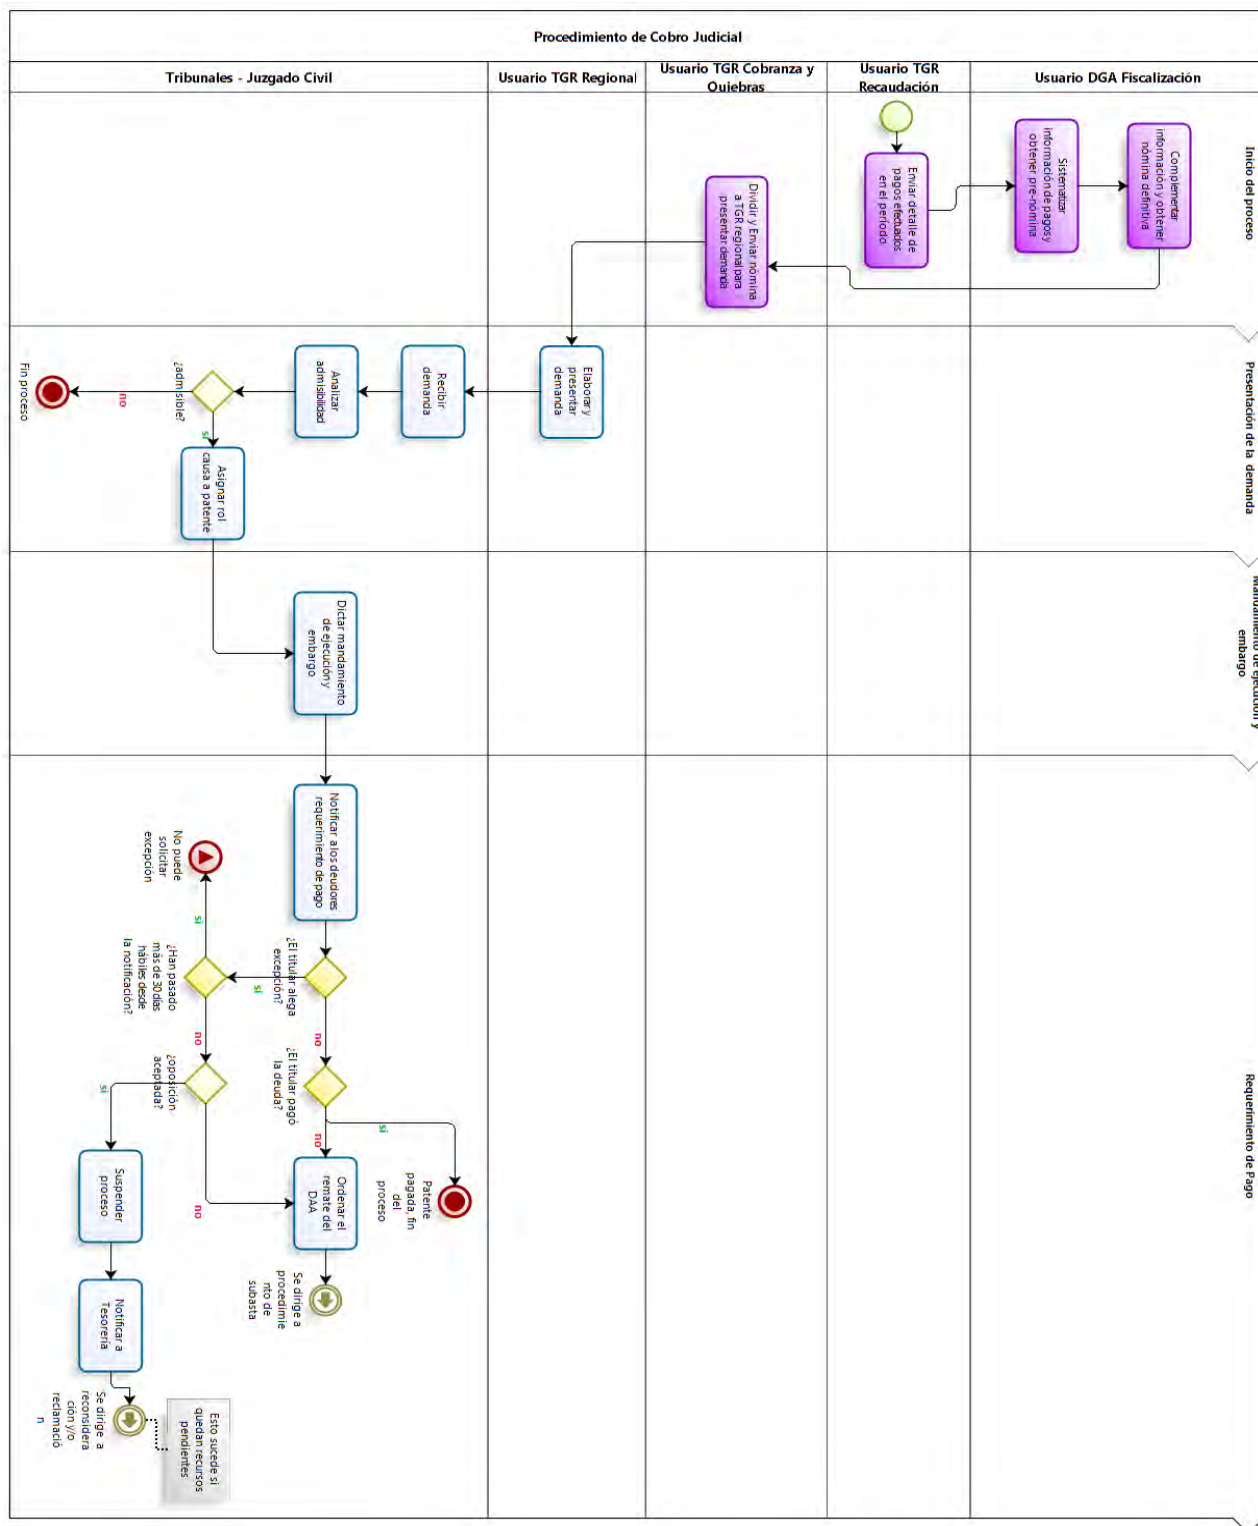 Procedimiento de Cobro Judicial
Tribunales - Juzgado Civil
Usuario TGR Regional
Usuario TGR Cobranza y
Quiebras
Usuario TGR
Recaudación
Usuario DGA Fiscalización
Inicio del proceso
Enviar detalle de
pagos efectuados
en el período
Sistematizar
información de pagos y
obtener pre-nomina
Complementar
información y obtener
nómina definitiva
Dividir y Enviar nómina
a TGR regional para
presentar demanda
Presentación de la demanda
Elaborar y
presentar
demanda
Recibir
demanda
Analizar
admisibilidad
¿admisible?
no
Fin proceso
si
Asignar rol
causa a patente
Mandamiento de ejecución y
embargo
Dictar mandamiento
de ejecución y
embargo
Requerimiento de Pago
Notificar a los deudores
requerimiento de pago
¿El titular alega
excepción?
si
¿Han pasado
más de 30 días
hábiles desde
la notificación?
si
No puede
solicitar
excepción
no
¿oposición
aceptada?
si
Suspender
proceso
Notificar a
Tesorería
Se dirige a
reconsidera
ción y/o
reclamació
n
Esto sucede si
quedan recursos
pendientes
no
no
¿El titular pagó
la deuda?
si
Patente
pagada, fin
del
proceso
no
Ordenar el
remate del
DAA
Se dirige a
procedimie
nto de
subasta